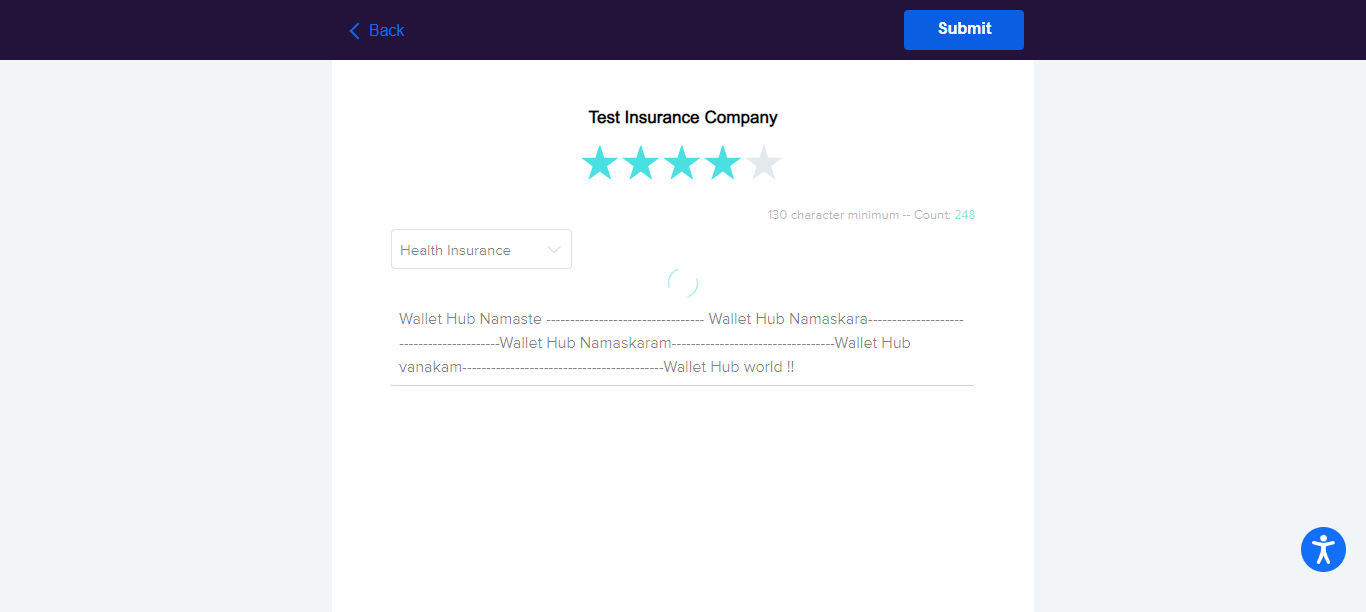 Back
Submit
Test Insurance Company
130 character minimum -- Count: 248
Health Insurance
Wallet Hub Namaste --------------------------------- Wallet Hub Namaskara--------------------
---------------------Wallet Hub Namaskaram----------------------------------Wallet Hub
vanakam------------------------------------------Wallet Hub world !!